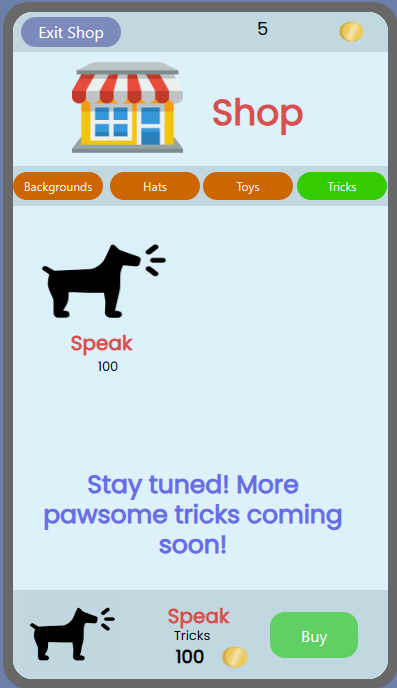 Exit Shop
5
Shop
Backgrounds
Hats
Toys
Tricks
Speak
100
Stay tuned! More
pawsome tricks coming
soon!
Speak
Tricks
100
Buy